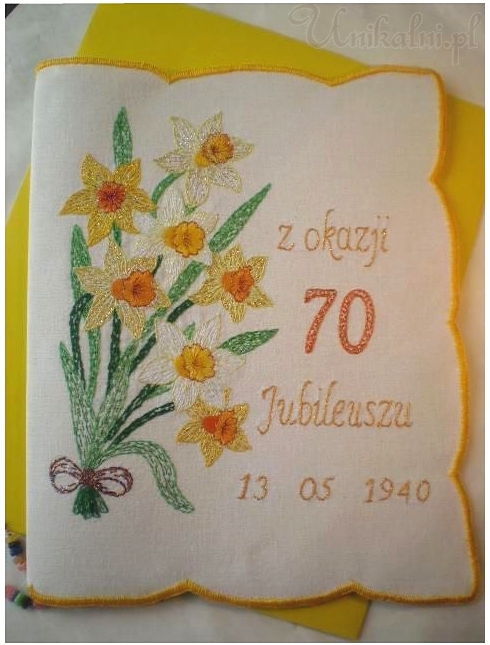 Unikalni.pl
z okazji
70
Jubileuszu
13 05 1940